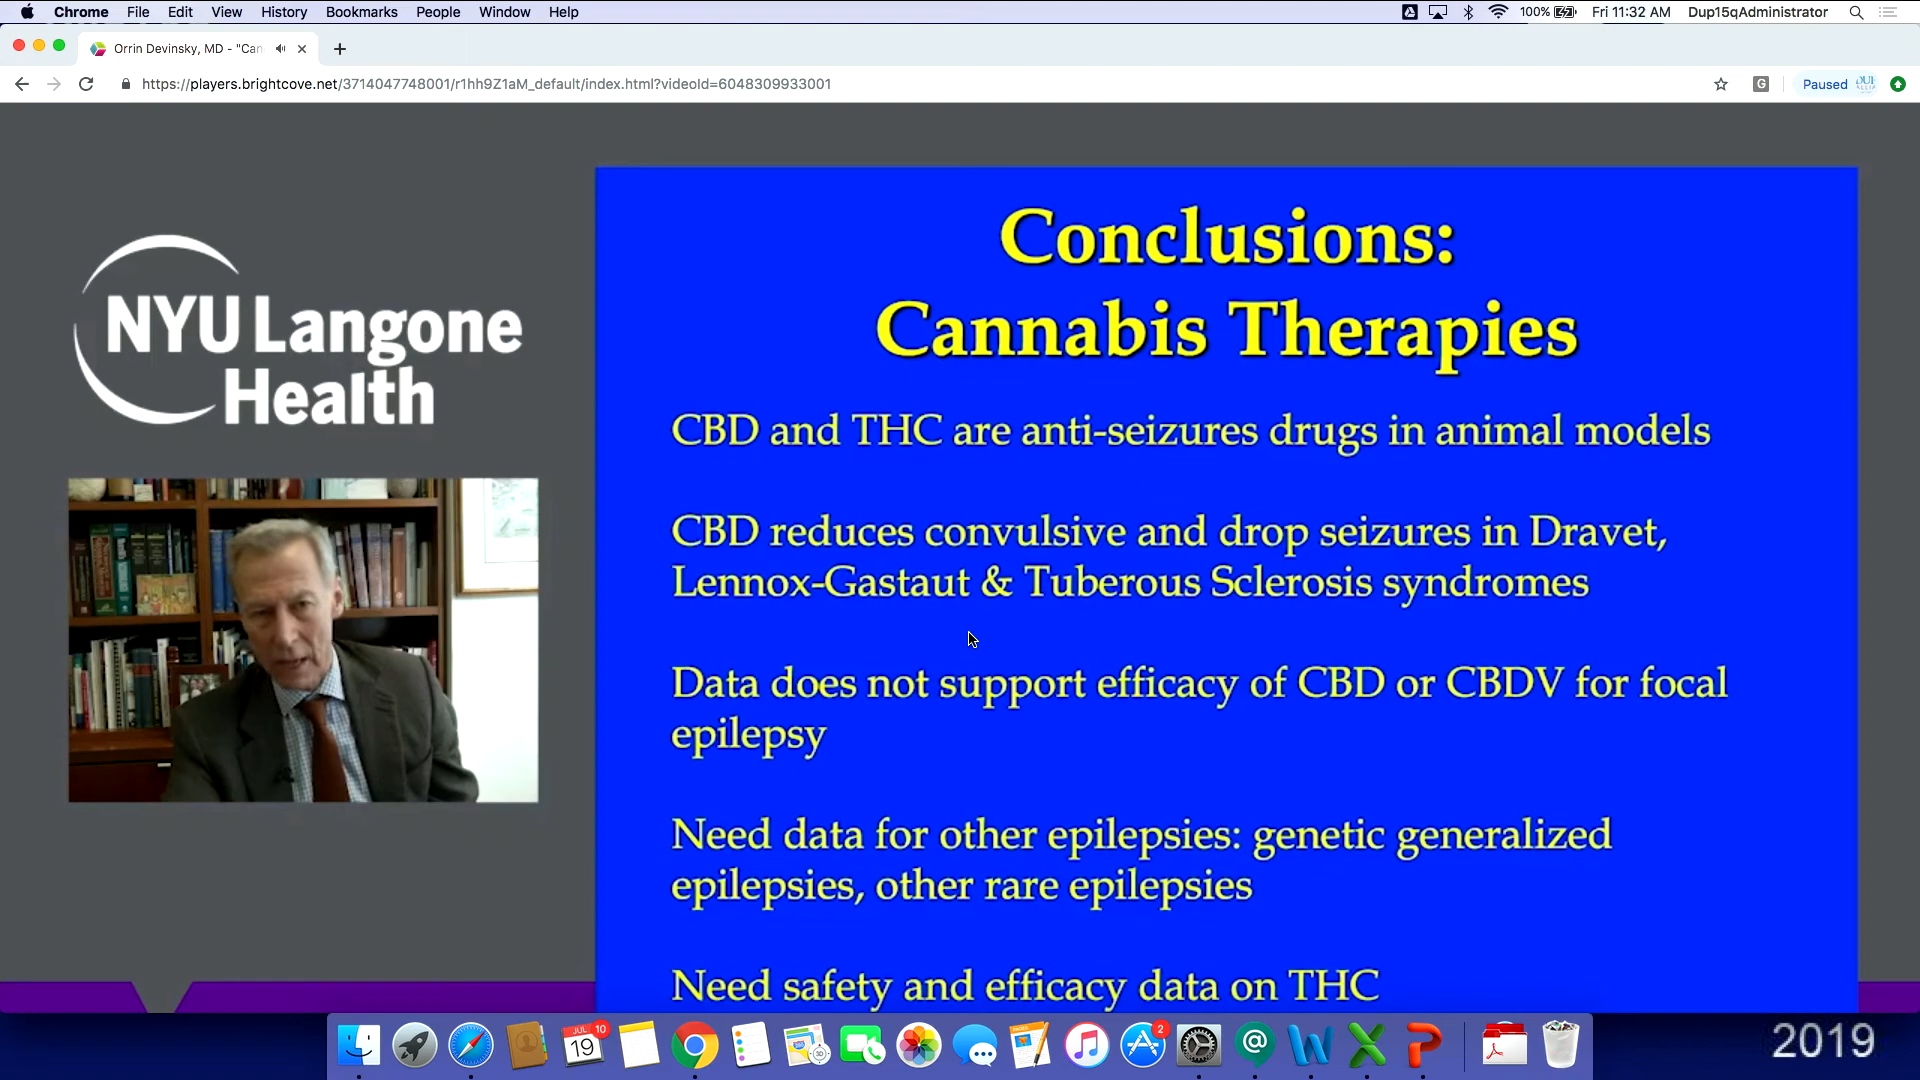 Chrome File Edit View History Bookmarks People Window Help
100% Fri 11:32 AM Dup15qAdministrator
Orrin Devinsky, MD - "Can
https://players.brightcove.net/3714047748001/r1hh9Z1aM_default/index.html?videoId=6048309933001
G Paused
NYU Langone
Health
Conclusions:
Cannabis Therapies
CBD and THC are anti-seizures drugs in animal models
CBD reduces convulsive and drop seizures in Dravet,
Lennox-Gastaut & Tuberous Sclerosis syndromes
Data does not support efficacy of CBD or CBDV for focal
epilepsy
Need data for other epilepsies: genetic generalized
epilepsies, other rare epilepsies
Need safety and efficacy data on THC
JUL 10
19
2
2019